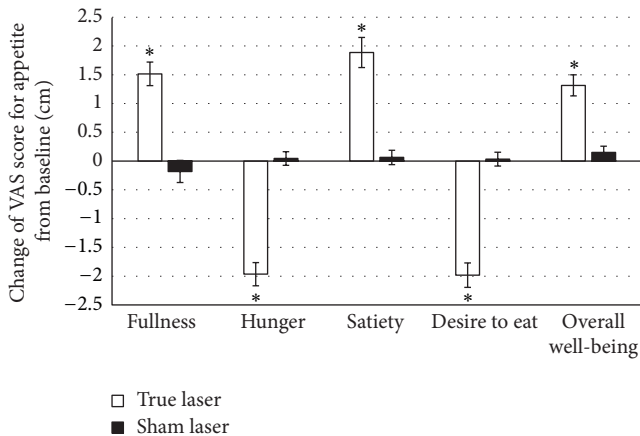 Change of VAS score for appetite
from baseline (cm)
2.5
2
1.5
1
0.5
0
−0.5
−1
−1.5
−2
−2.5
* * * * *
Fullness Hunger Satiety Desire to eat Overall
well-being
True laser
Sham laser